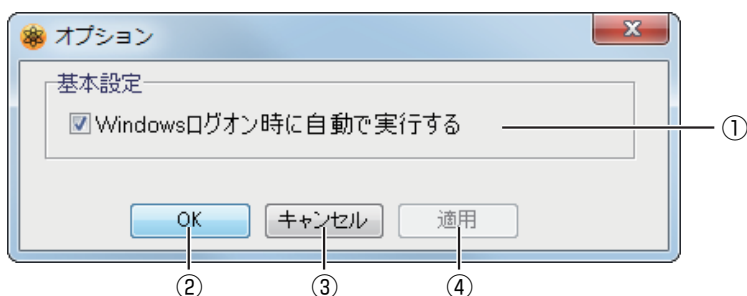 オプション
基本設定
Windowsログオン時に自動で実行する
①
OK キャンセル 適用
② ③ ④